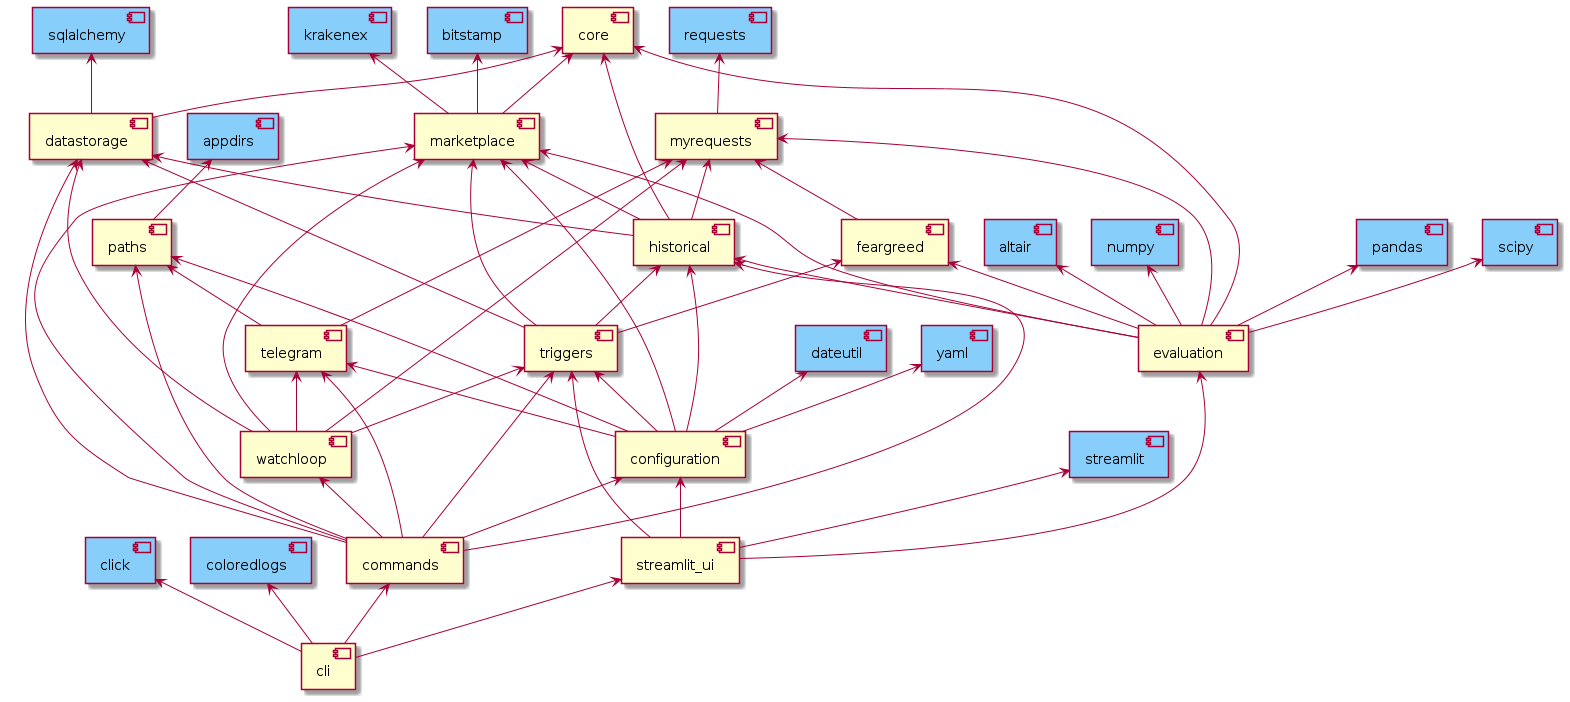 sqlalchemy
krakenex
bitstamp
core
requests
datastorage
appdirs
marketplace
myrequests
paths
historical
feargreed
altair
numpy
pandas
scipy
telegram
triggers
dateutil
yaml
evaluation
watchloop
configuration
streamlit
click
coloredlogs
commands
streamlit_ui
cli